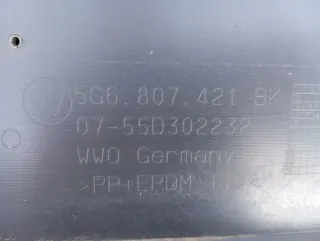 5G6.807.421 BK
07-55D302232
WWO Germany
>PP+EPDM